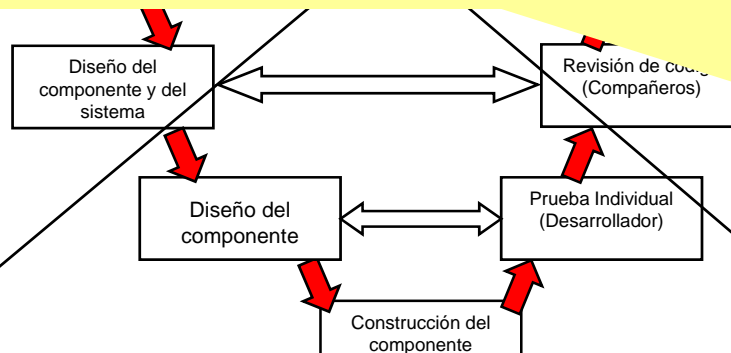 Diseño del
componente y del
sistema
Revisión de
(Compañeros)
Diseño del
componente
Prueba Individual
(Desarrollador)
Construcción del
componente